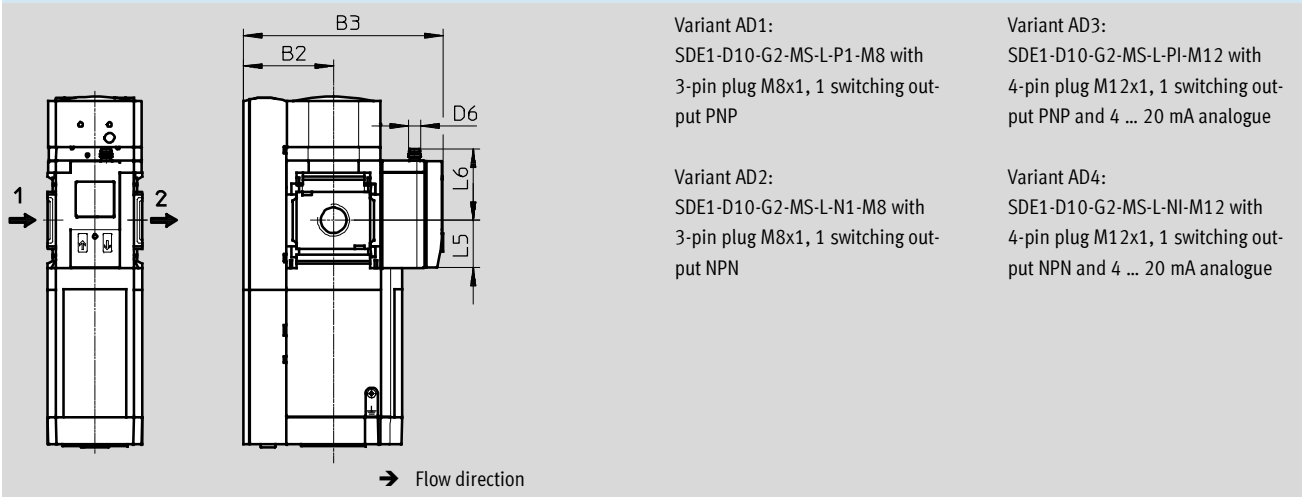 B3
B2
D6
L6
L5
1
2
➔ Flow direction
Variant AD1:
SDE1-D10-G2-MS-L-P1-M8 with
3-pin plug M8x1, 1 switching out-
put PNP
Variant AD2:
SDE1-D10-G2-MS-L-N1-M8 with
3-pin plug M8x1, 1 switching out-
put NPN
Variant AD3:
SDE1-D10-G2-MS-L-PI-M12 with
4-pin plug M12x1, 1 switching out-
put PNP and 4 … 20 mA analogue
Variant AD4:
SDE1-D10-G2-MS-L-NI-M12 with
4-pin plug M12x1, 1 switching out-
put NPN and 4 … 20 mA analogue